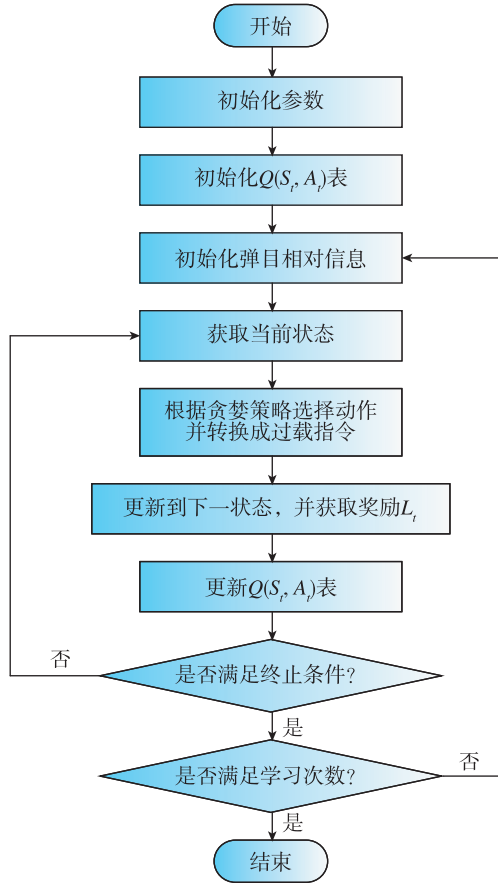 开始
初始化参数
初始化Q(Sₜ, Aₜ)表
初始化弹目相对信息
获取当前状态
根据贪婪策略选择动作
并转换成过载指令
更新到下一状态，并获取奖励Lₜ
更新Q(Sₜ, Aₜ)表
是否满足终止条件？
否
是
是否满足学习次数？
否
是
结束